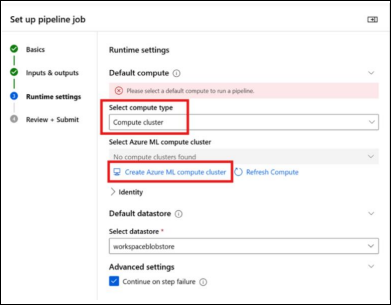 Set up pipeline job
Basics
Inputs & outputs
3 Runtime settings
4 Review + Submit
Runtime settings
Default compute
Please select a default compute to run a pipeline.
Select compute type
Compute cluster
Select Azure ML compute cluster
No compute clusters found
Create Azure ML compute cluster Refresh Compute
Identity
Default datastore
Select datastore *
workspaceblobstore
Advanced settings
Continue on step failure